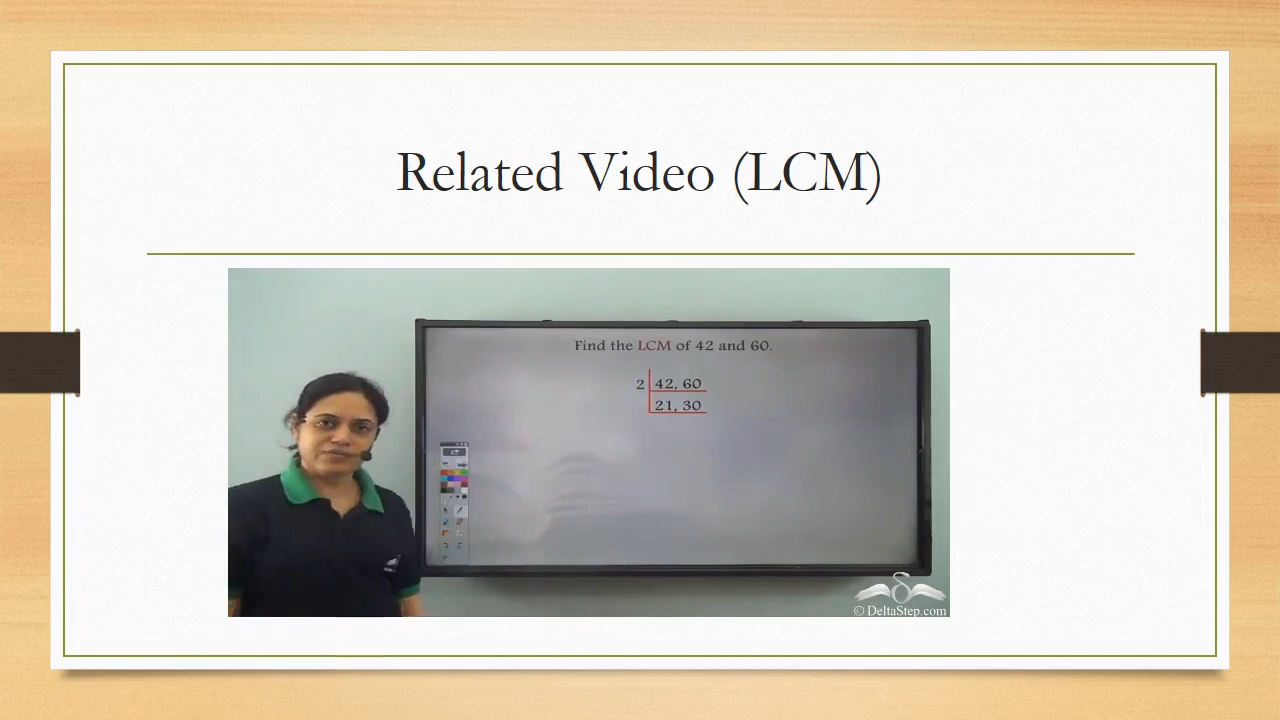 Related Video (LCM)
Find the LCM of 42 and 60.
2 42, 60
21, 30
© DeltaStep.com